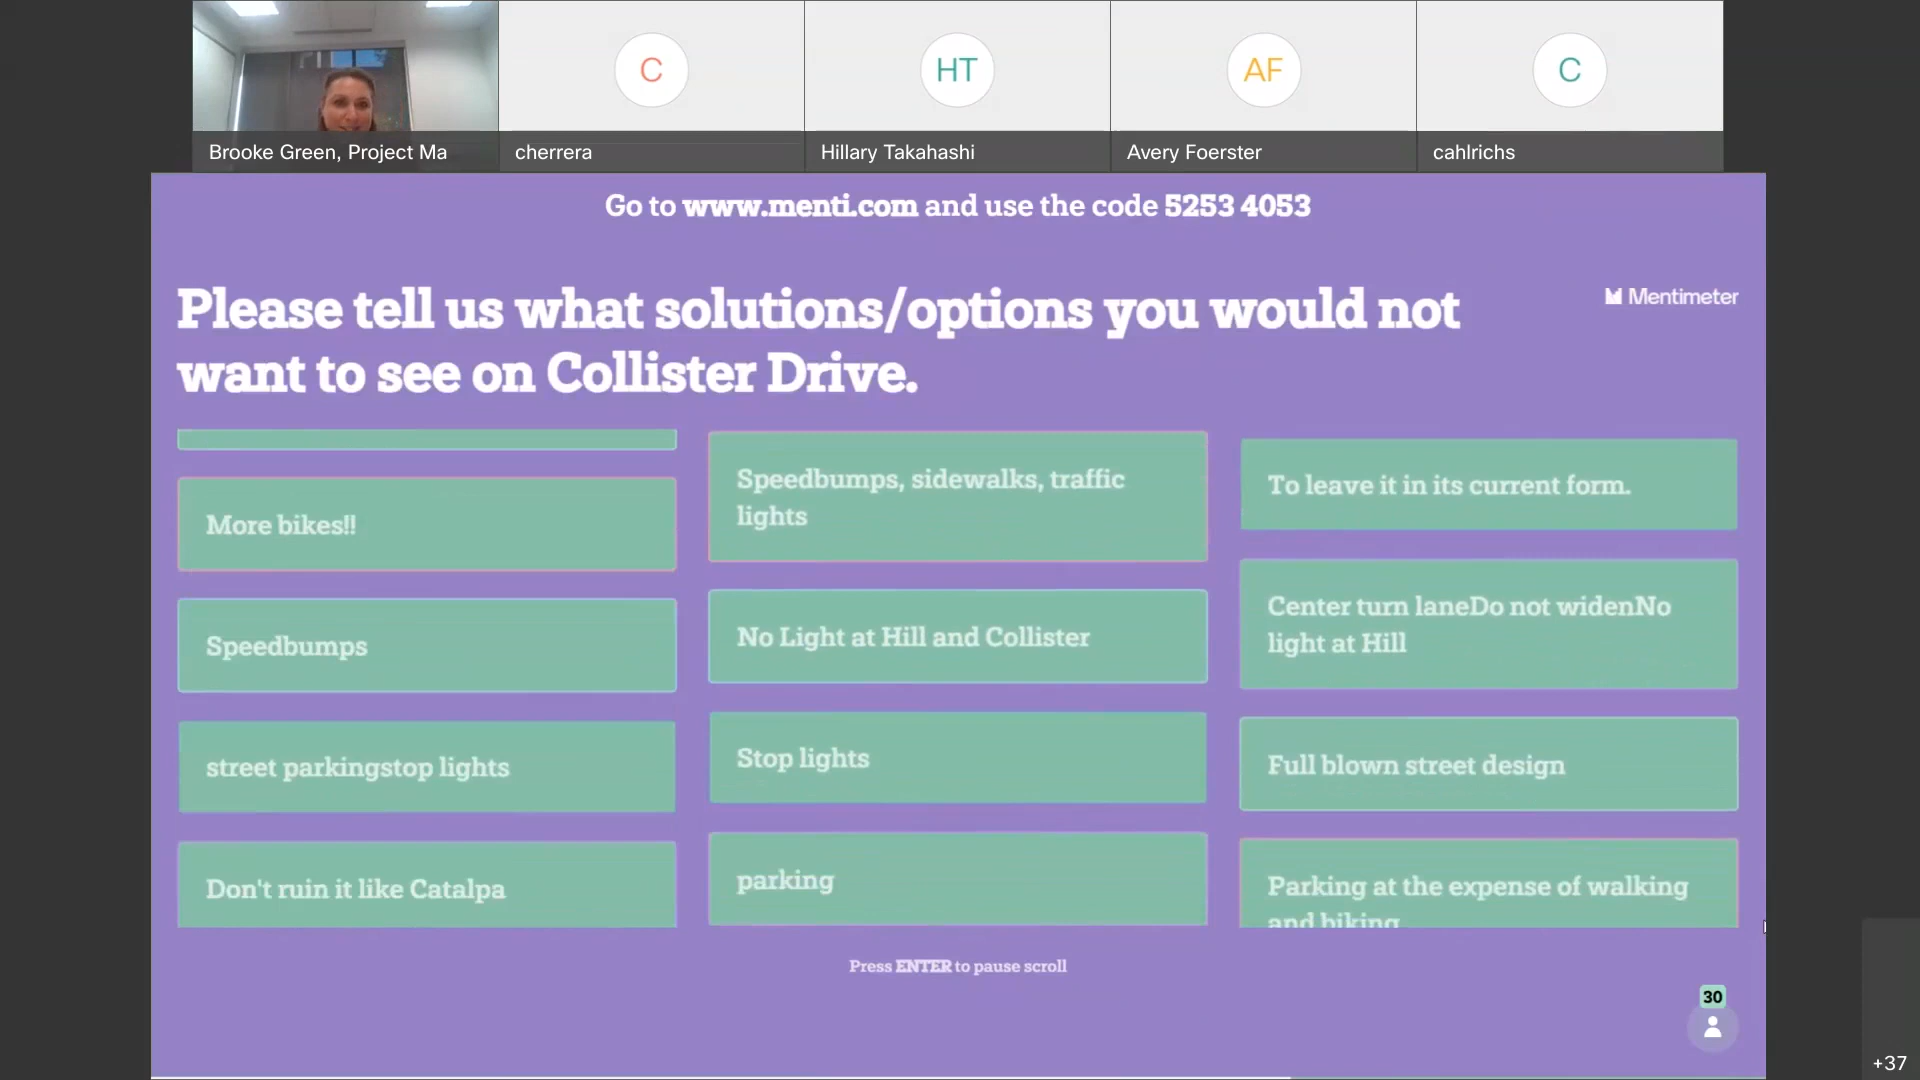 C
HT
AF
C
Brooke Green, Project Ma
cherrera
Hillary Takahashi
Avery Foerster
cahlrichs
Go to www.menti.com and use the code 5253 4053
Please tell us what solutions/options you would not
want to see on Collister Drive.
Mentimeter
More bikes!!
Speedbumps
street parkingstop lights
Don't ruin it like Catalpa
Speedbumps, sidewalks, traffic
lights
No Light at Hill and Collister
Stop lights
parking
To leave it in its current form.
Center turn laneDo not widenNo
light at Hill
Full blown street design
Parking at the expense of walking
and biking
Press ENTER to pause scroll
30
+37